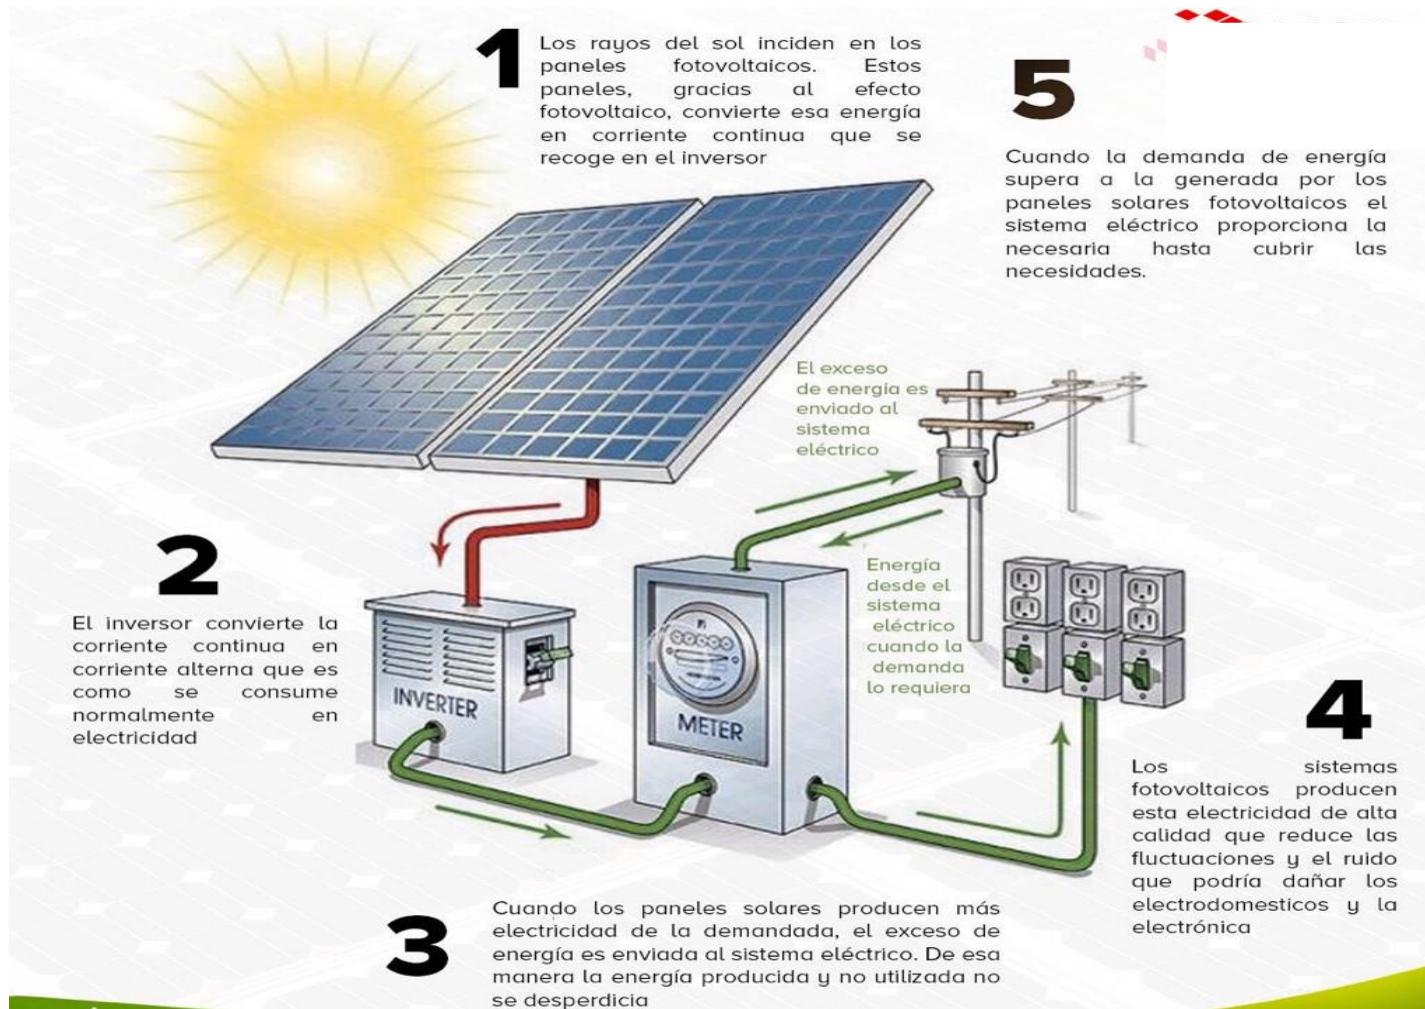 1
Los rayos del sol inciden en los
paneles fotovoltaicos. Estos
paneles, gracias al efecto
fotovoltaico, convierte esa energía
en corriente continua que se
recoge en el inversor
5
Cuando la demanda de energía
supera a la generada por los
paneles solares fotovoltaicos el
sistema eléctrico proporciona la
necesaria hasta cubrir las
necesidades.
El exceso
de energía es
enviado al
sistema
eléctrico
2
El inversor convierte la
corriente continua en
corriente alterna que es
como se consume
normalmente en
electricidad
Energía
desde el
sistema
eléctrico
cuando la
demanda
lo requiera
INVERTER
METER
4
Los sistemas
fotovoltaicos producen
esta electricidad de alta
calidad que reduce las
fluctuaciones y el ruido
que podría dañar los
electrodomesticos y la
electrónica
3
Cuando los paneles solares producen más
electricidad de la demandada, el exceso de
energía es enviada al sistema eléctrico. De esa
manera la energía producida y no utilizada no
se desperdicia